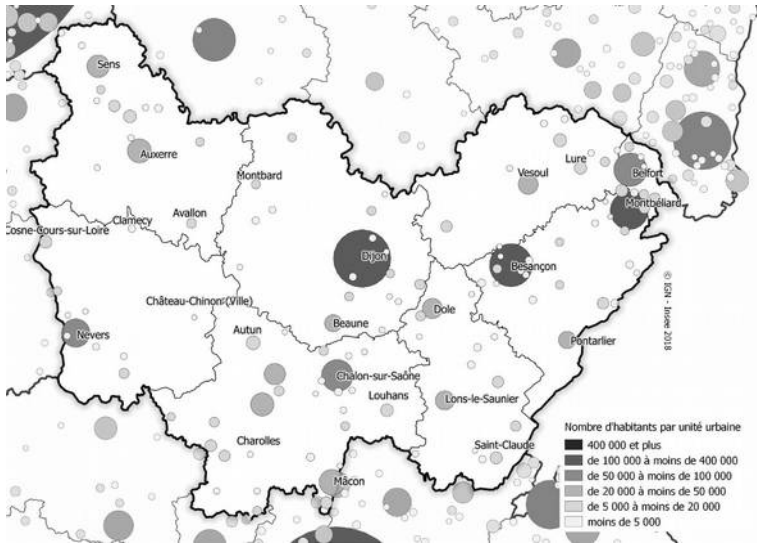 Sens
Auxerre
Montbard
Lure
Vesoul
Belfort
Montbéliard
Avallon
Clamecy
Cosne-Cours-sur-Loire
Dijon
Besançon
Château-Chinon (Ville)
Dole
Nevers
Autun
Beaune
Pontarlier
Chalon-sur-Saône
Louhans
Lons-le-Saunier
Charolles
Saint-Claude
Mâcon
© IGN - Insee 2018
Nombre d'habitants par unité urbaine
400 000 et plus
de 100 000 à moins de 400 000
de 50 000 à moins de 100 000
de 20 000 à moins de 50 000
de 5 000 à moins de 20 000
moins de 5 000